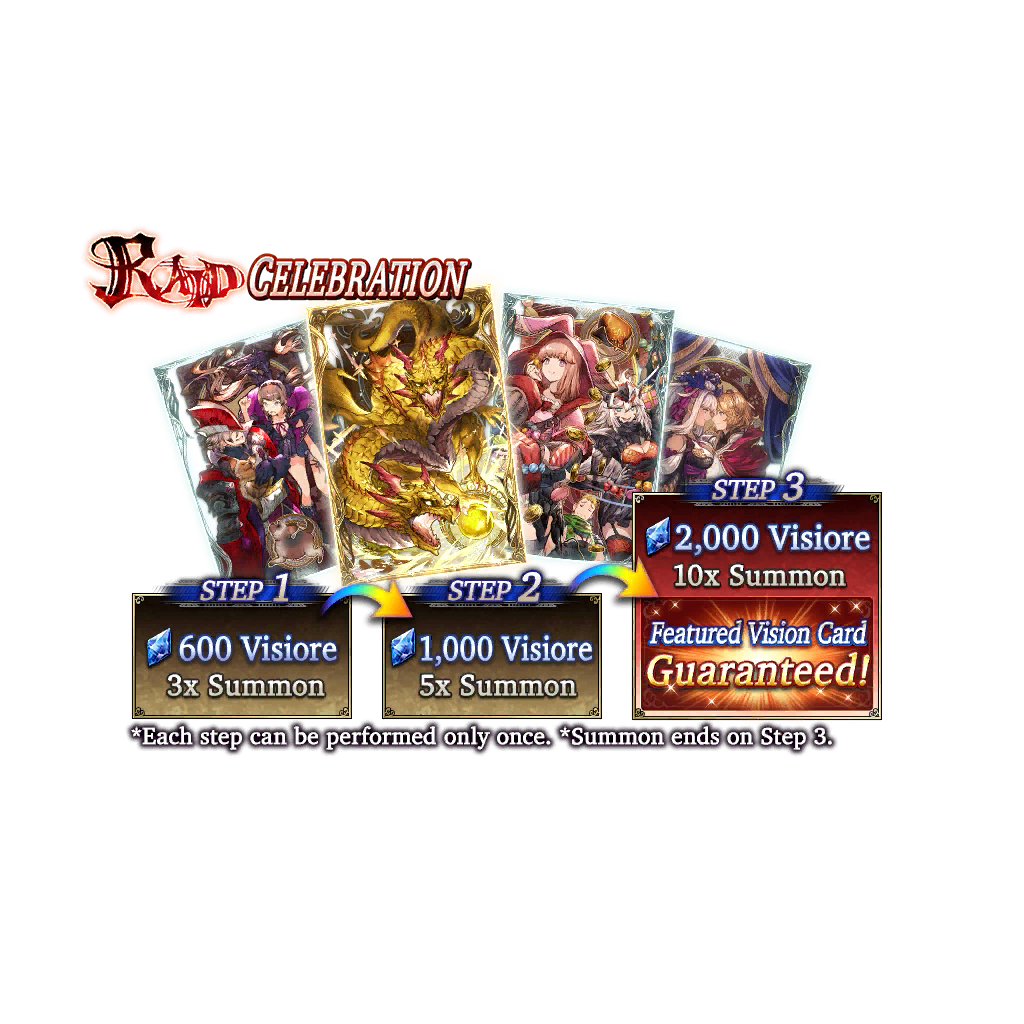 RAID CELEBRATION
STEP 1
600 Visiore
3x Summon
STEP 2
1,000 Visiore
5x Summon
STEP 3
2,000 Visiore
10x Summon
Featured Vision Card
Guaranteed!
*Each step can be performed only once. *Summon ends on Step 3.